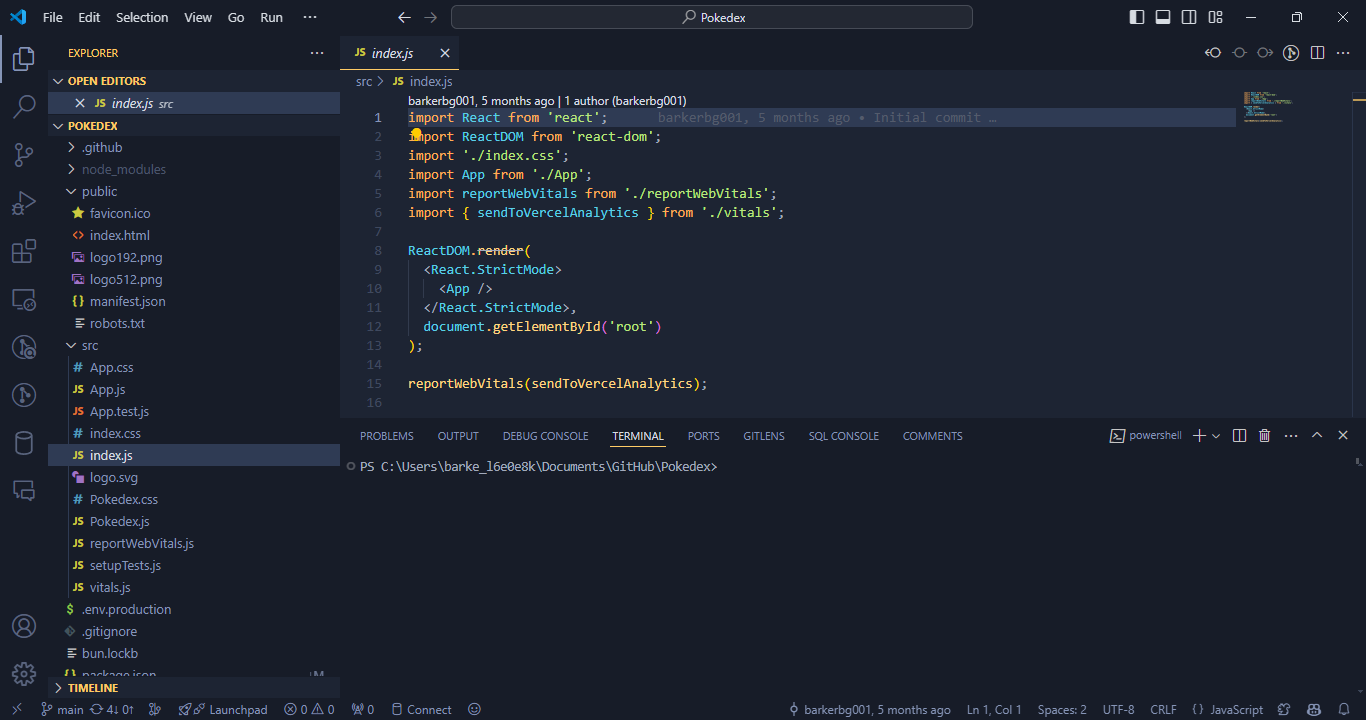 File Edit Selection View Go Run ···
Pokedex
EXPLORER ···
OPEN EDITORS
JS index.js src
POKEDEX
.github
node_modules
public
favicon.ico
index.html
logo192.png
logo512.png
{} manifest.json
robots.txt
src
# App.css
JS App.js
JS App.test.js
# index.css
JS index.js
logo.svg
# Pokedex.css
JS Pokedex.js
JS reportWebVitals.js
JS setupTests.js
JS vitals.js
$ .env.production
.gitignore
bun.lockb
{} package.json M
TIMELINE
JS index.js
src > JS index.js
barkerbg001, 5 months ago | 1 author (barkerbg001)
1 import React from 'react'; barkerbg001, 5 months ago • Initial commit …
2 import ReactDOM from 'react-dom';
3 import './index.css';
4 import App from './App';
5 import reportWebVitals from './reportWebVitals';
6 import { sendToVercelAnalytics } from './vitals';
7
8 ReactDOM.render(
9 <React.StrictMode>
10 <App />
11 </React.StrictMode>,
12 document.getElementById('root')
13 );
14
15 reportWebVitals(sendToVercelAnalytics);
16
PROBLEMS OUTPUT DEBUG CONSOLE TERMINAL PORTS GITLENS SQL CONSOLE COMMENTS
powershell
PS C:\Users\barke_l6e0e8k\Documents\GitHub\Pokedex>
main 4↓ 0↑ Launchpad 0 0 0 Connect
barkerbg001, 5 months ago Ln 1, Col 1 Spaces: 2 UTF-8 CRLF {} JavaScript